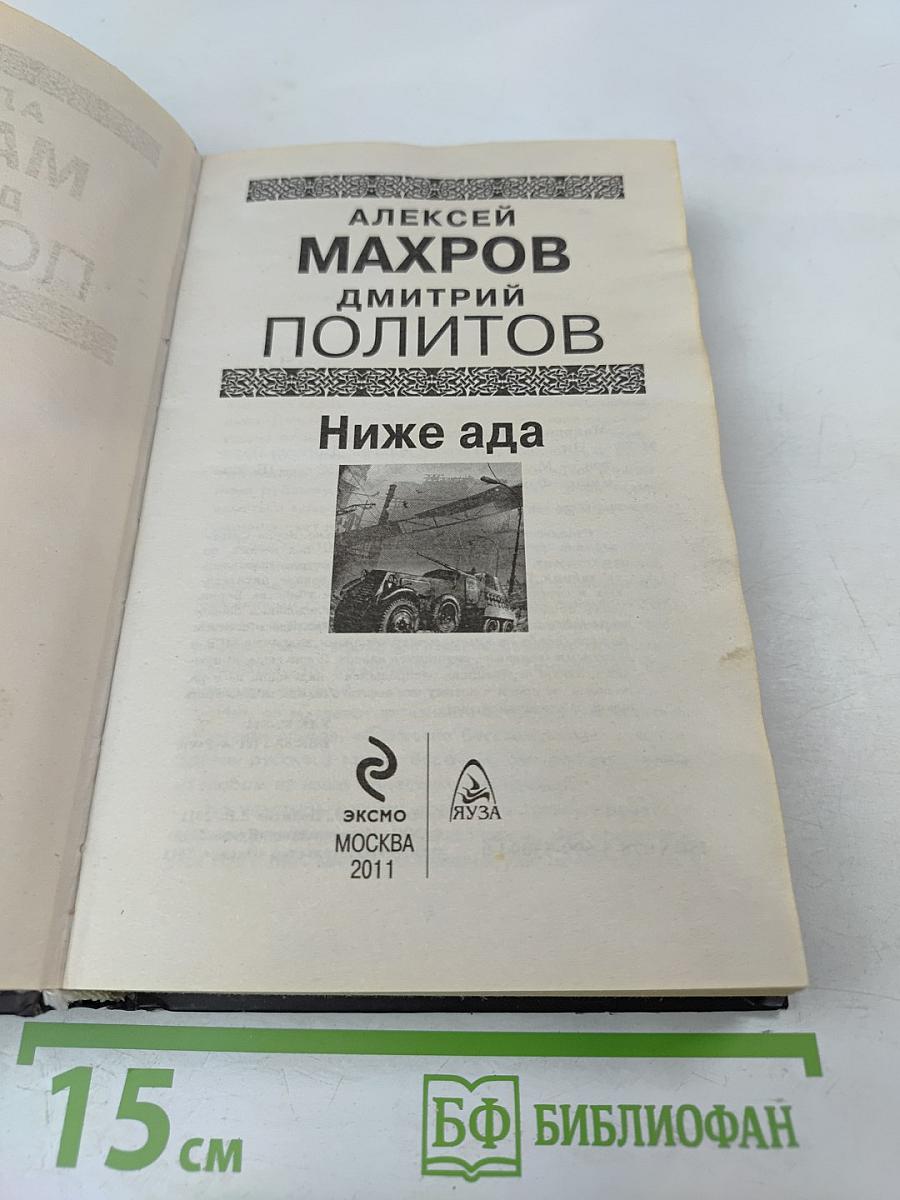 АЛЕКСЕЙ
МАХРОВ
ДМИТРИЙ
ПОЛИТОВ
Ниже ада
ЭКСМО
МОСКВА
2011
ЯУЗА
15 см
БФ БИБЛИОФАН